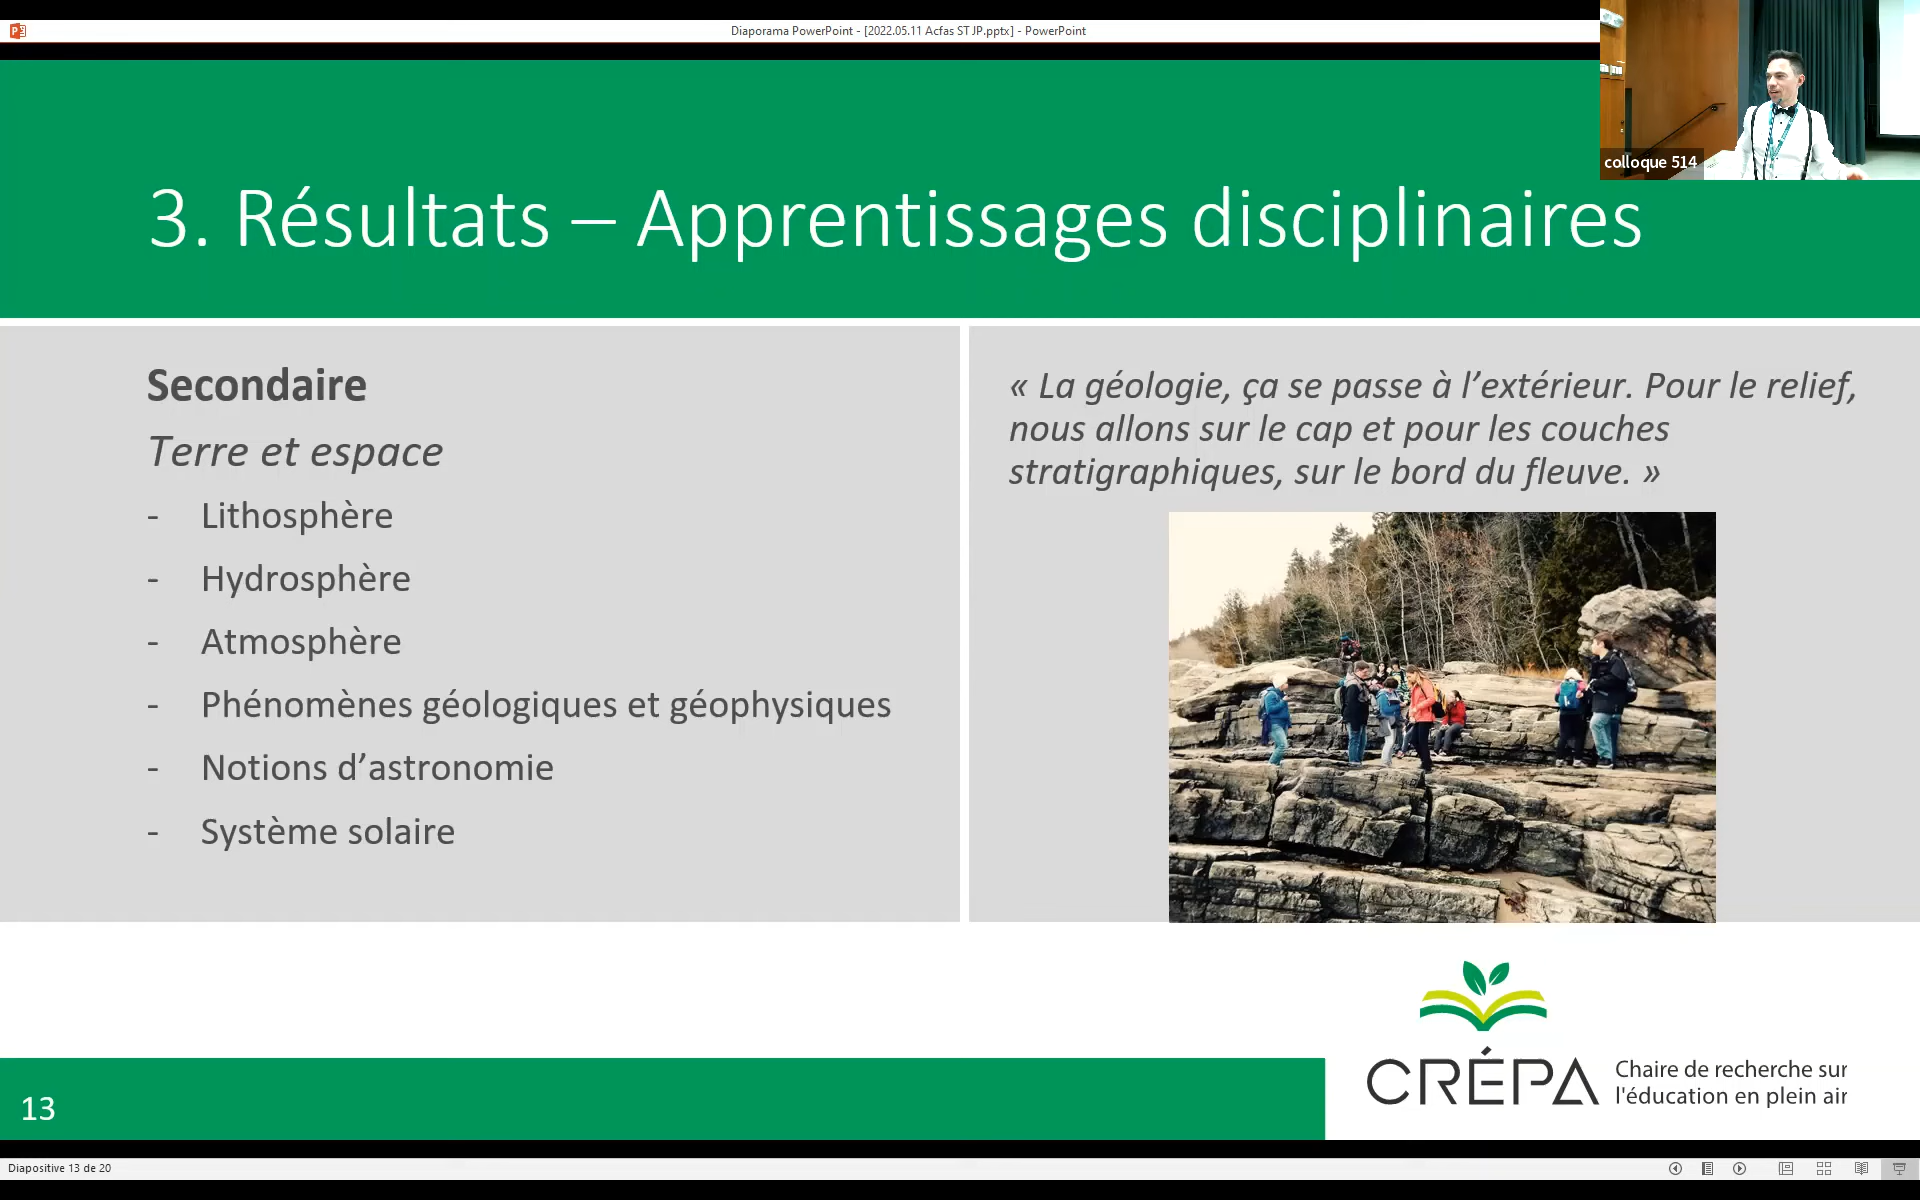 Diaporama PowerPoint - [2022.05.11 Acfas ST JP.pptx] - PowerPoint
colloque 514
3. Résultats – Apprentissages disciplinaires
Secondaire
Terre et espace
- Lithosphère
- Hydrosphère
- Atmosphère
- Phénomènes géologiques et géophysiques
- Notions d’astronomie
- Système solaire
« La géologie, ça se passe à l’extérieur. Pour le relief,
nous allons sur le cap et pour les couches
stratigraphiques, sur le bord du fleuve. »
CRÉPA
Chaire de recherche sur
l'éducation en plein air
13
Diapositive 13 de 20